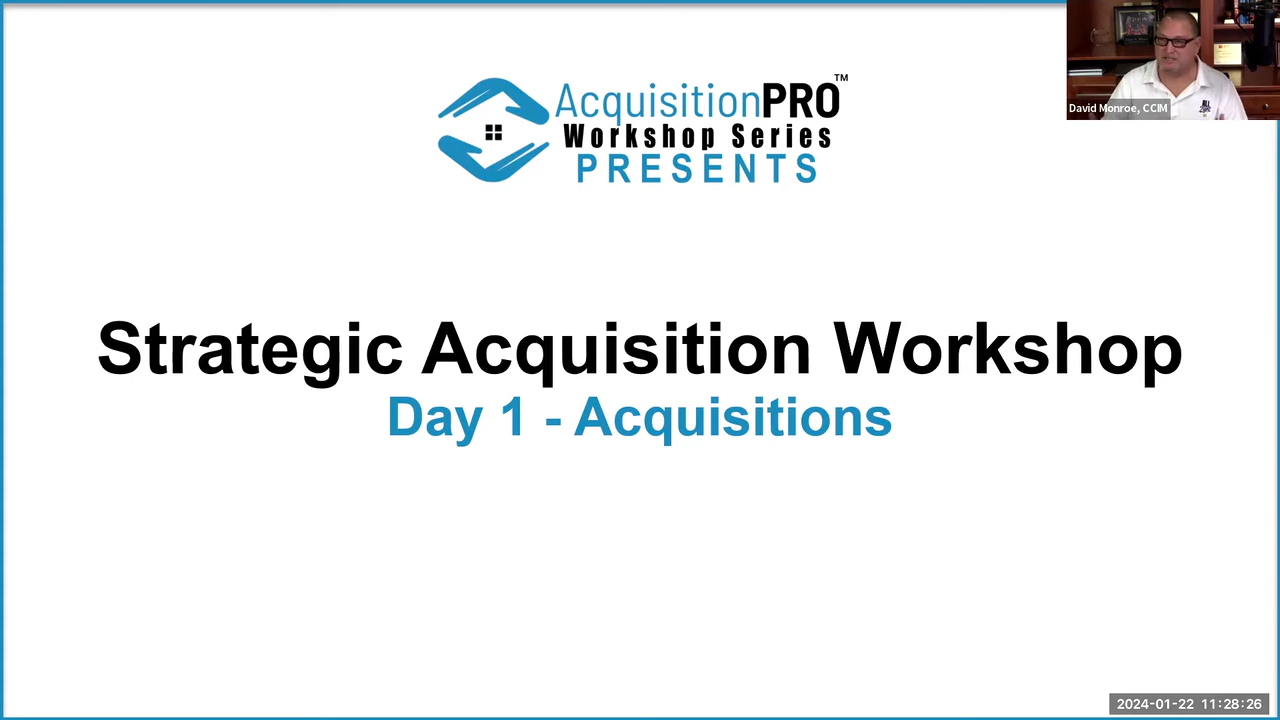 AcquisitionPRO™
Workshop Series
PRESENTS
David Monroe, CCIM
Strategic Acquisition Workshop
Day 1 - Acquisitions
2024-01-22 11:28:26